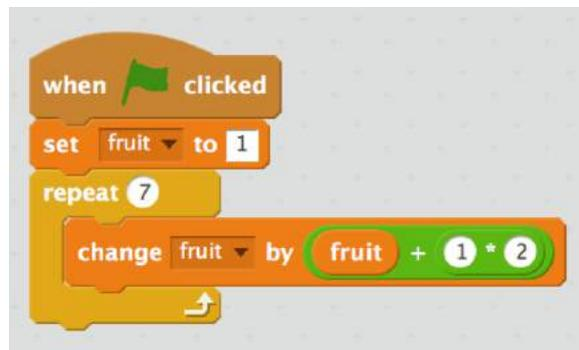 when clicked
set fruit to 1
repeat 7
change fruit by fruit + 1 * 2